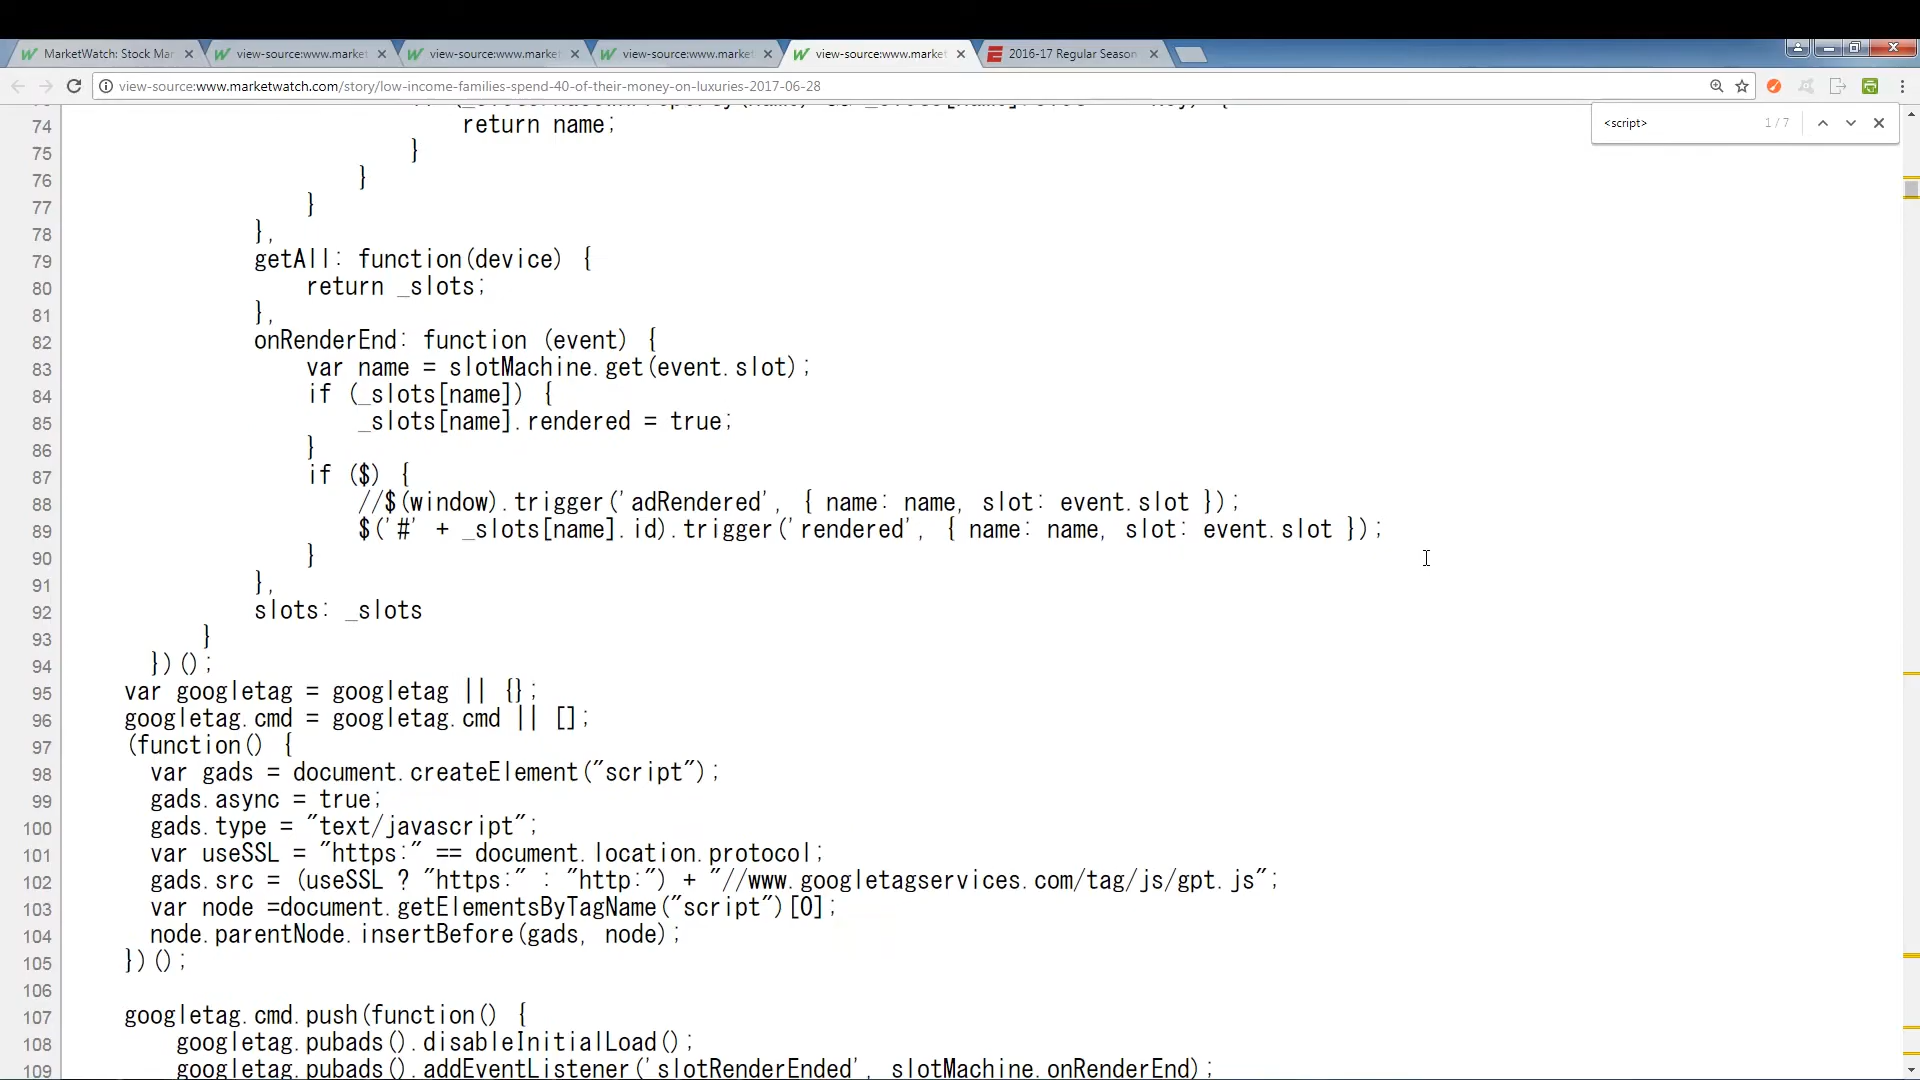 MarketWatch: Stock Mar
view-source:www.market
view-source:www.market
view-source:www.market
view-source:www.market
2016-17 Regular Season
view-source:www.marketwatch.com/story/low-income-families-spend-40-of-their-money-on-luxuries-2017-06-28
<script>
1 / 7
74 return name;
75 }
76 }
77 }
78 },
79 getAll: function(device) {
80 return _slots;
81 },
82 onRenderEnd: function (event) {
83 var name = slotMachine.get(event.slot);
84 if (_slots[name]) {
85 _slots[name].rendered = true;
86 }
87 if ($) {
88 //$(window).trigger('adRendered', { name: name, slot: event.slot });
89 $('#' + _slots[name].id).trigger('rendered', { name: name, slot: event.slot });
90 }
91 },
92 slots: _slots
93 }
94 })();
95 var googletag = googletag || {};
96 googletag.cmd = googletag.cmd || [];
97 (function() {
98 var gads = document.createElement("script");
99 gads.async = true;
100 gads.type = "text/javascript";
101 var useSSL = "https:" == document.location.protocol;
102 gads.src = (useSSL ? "https:" : "http:") + "//www.googletagservices.com/tag/js/gpt.js";
103 var node =document.getElementsByTagName("script")[0];
104 node.parentNode.insertBefore(gads, node);
105 })();
106
107 googletag.cmd.push(function() {
108 googletag.pubads().disableInitialLoad();
109 googletag.pubads().addEventListener('slotRenderEnded', slotMachine.onRenderEnd);